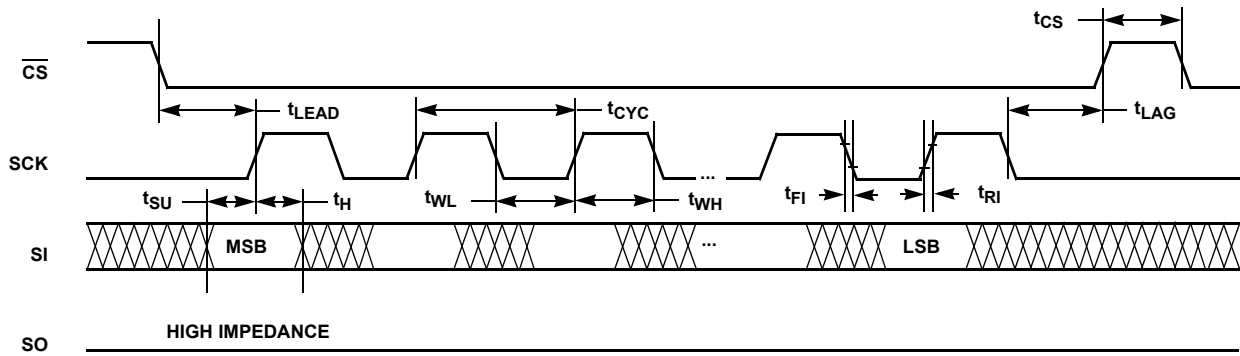 tCS
CS
tLEAD
tCYC
tLAG
SCK
...
tSU
tH
tWL
tWH
tFI
tRI
SI
MSB
...
LSB
HIGH IMPEDANCE
SO